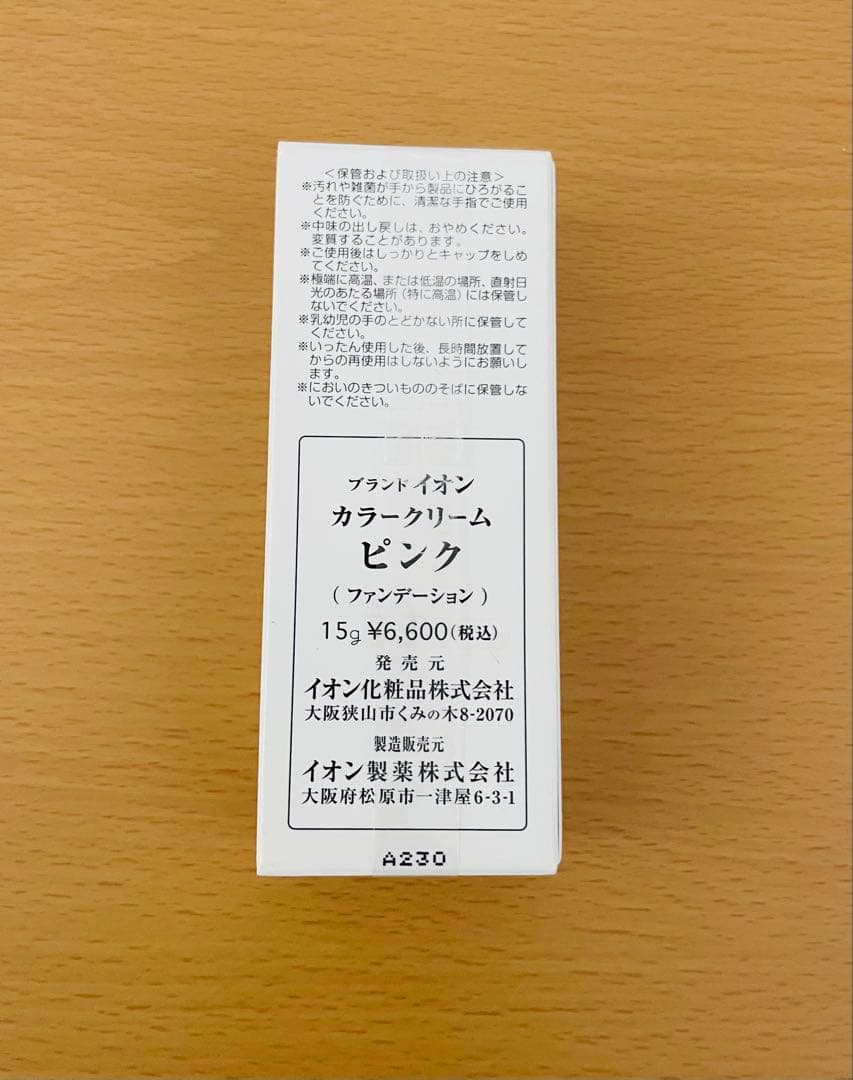 ＜保管および取扱い上の注意＞
※汚れや雑菌が手から製品にひろがるこ
とを防ぐために、清潔な手指でご使用
ください。
※中味の出し戻しは、おやめください。
変質することがあります。
※ご使用後はしっかりとキャップをしめ
てください。
※極端に高温、または低温の場所、直射日
光のあたる場所（特に高温）には保管し
ないでください。
※乳幼児の手のとどかない所に保管して
ください。
※いったん使用した後、長時間放置して
からの再使用はしないようにお願いし
ます。
※においのきついもののそばに保管しな
いでください。
ブランド イオン
カラークリーム
ピンク
（ファンデーション）
15g ¥6,600(税込)
発売元
イオン化粧品株式会社
大阪狭山市くみの木8-2070
製造販売元
イオン製薬株式会社
大阪府松原市一津屋6-3-1
A230